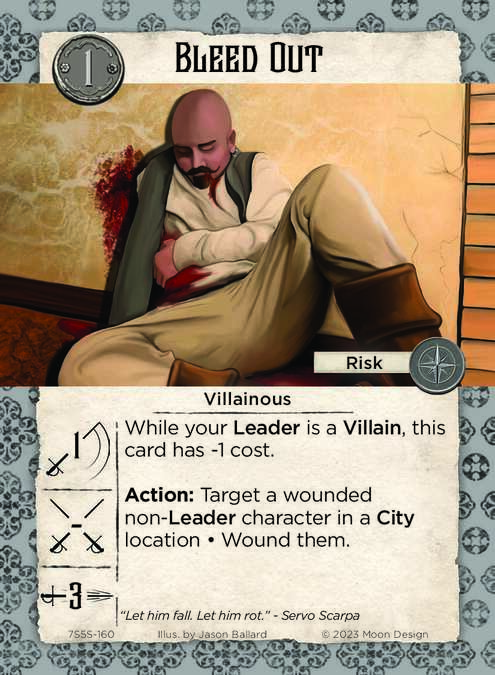 1
Bleed Out
Risk
Villainous
While your Leader is a Villain, this
card has -1 cost.
Action: Target a wounded
non-Leader character in a City
location • Wound them.
1
-
+3
“Let him fall. Let him rot.” - Servo Scarpa
7S5S-160 Illus. by Jason Ballard © 2023 Moon Design